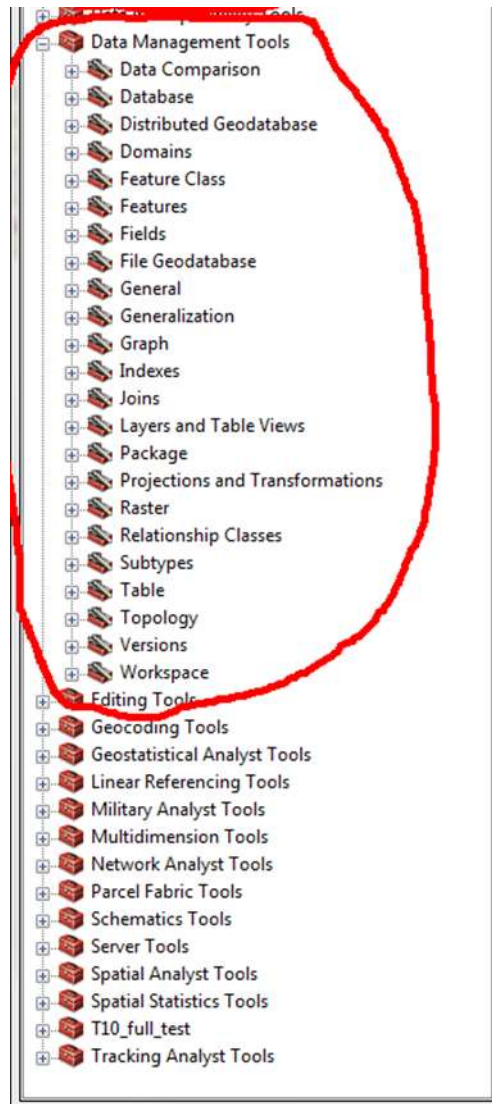 Data Management Tools
Data Comparison
Database
Distributed Geodatabase
Domains
Feature Class
Features
Fields
File Geodatabase
General
Generalization
Graph
Indexes
Joins
Layers and Table Views
Package
Projections and Transformations
Raster
Relationship Classes
Subtypes
Table
Topology
Versions
Workspace
Editing Tools
Geocoding Tools
Geostatistical Analyst Tools
Linear Referencing Tools
Military Analyst Tools
Multidimension Tools
Network Analyst Tools
Parcel Fabric Tools
Schematics Tools
Server Tools
Spatial Analyst Tools
Spatial Statistics Tools
T10_full_test
Tracking Analyst Tools